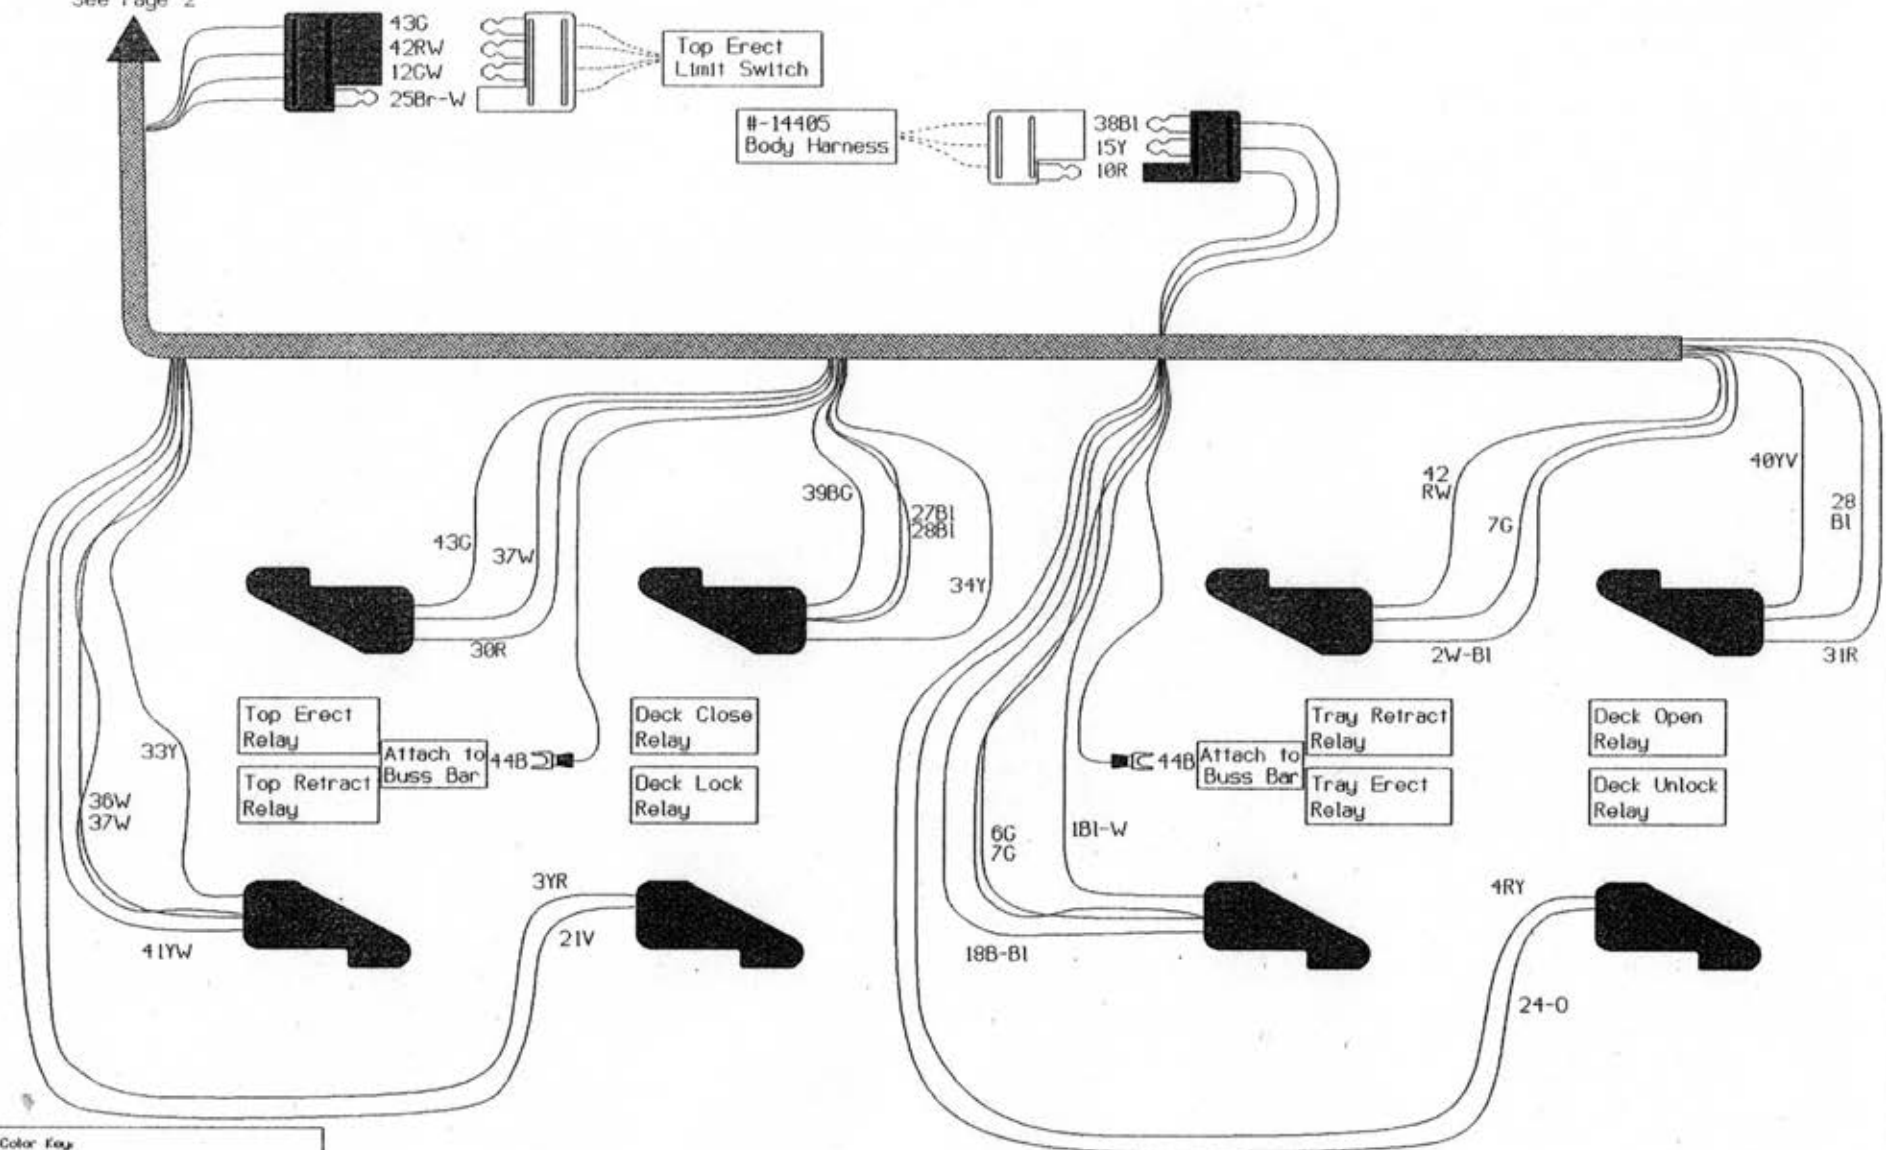 See Page 2
43G
42RW
12GW
25Br-W
Top Erect
Limit Switch
#-14405
Body Harness
38Bl
15Y
10R
43G
37W
30R
39BG
27Bl
28Bl
34Y
42
RW
7G
2W-Bl
40YV
28
Bl
31R
33Y
36W
37W
41YW
Top Erect
Relay
Top Retract
Relay
Attach to
Buss Bar
44B
Deck Close
Relay
Deck Lock
Relay
3YR
21V
6G
7G
1Bl-W
18B-Bl
44B
Attach to
Buss Bar
Tray Retract
Relay
Tray Erect
Relay
Deck Open
Relay
Deck Unlock
Relay
4RY
24-O
Color Key: